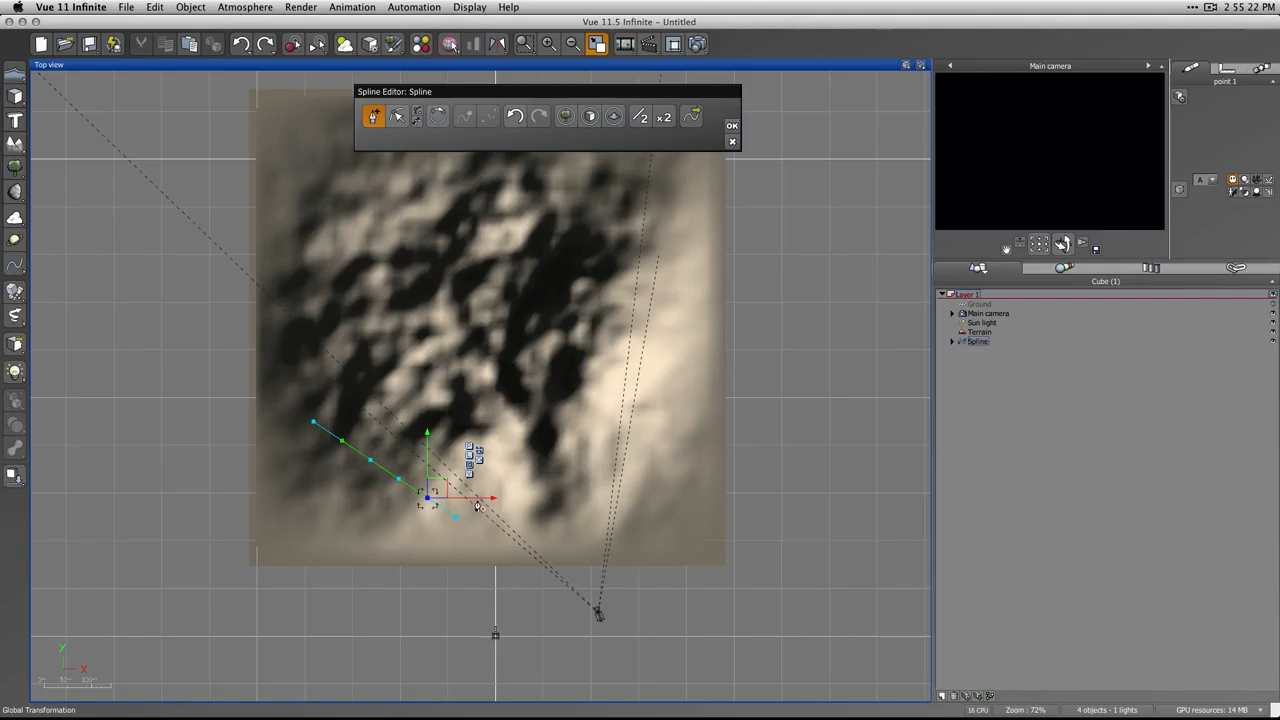 Vue 11 Infinite File Edit Object Atmosphere Render Animation Automation Display Help 2 55 22 PM
Vue 11.5 Infinite - Untitled
Top view
Main camera
point 1
Spline Editor: Spline
OK
A
Cube (1)
Layer 1
Ground
Main camera
Sun light
Terrain
Spline
y
x
Global Transformation
16 CPU
Zoom : 72%
4 objects - 1 lights
GPU resources: 14 MB